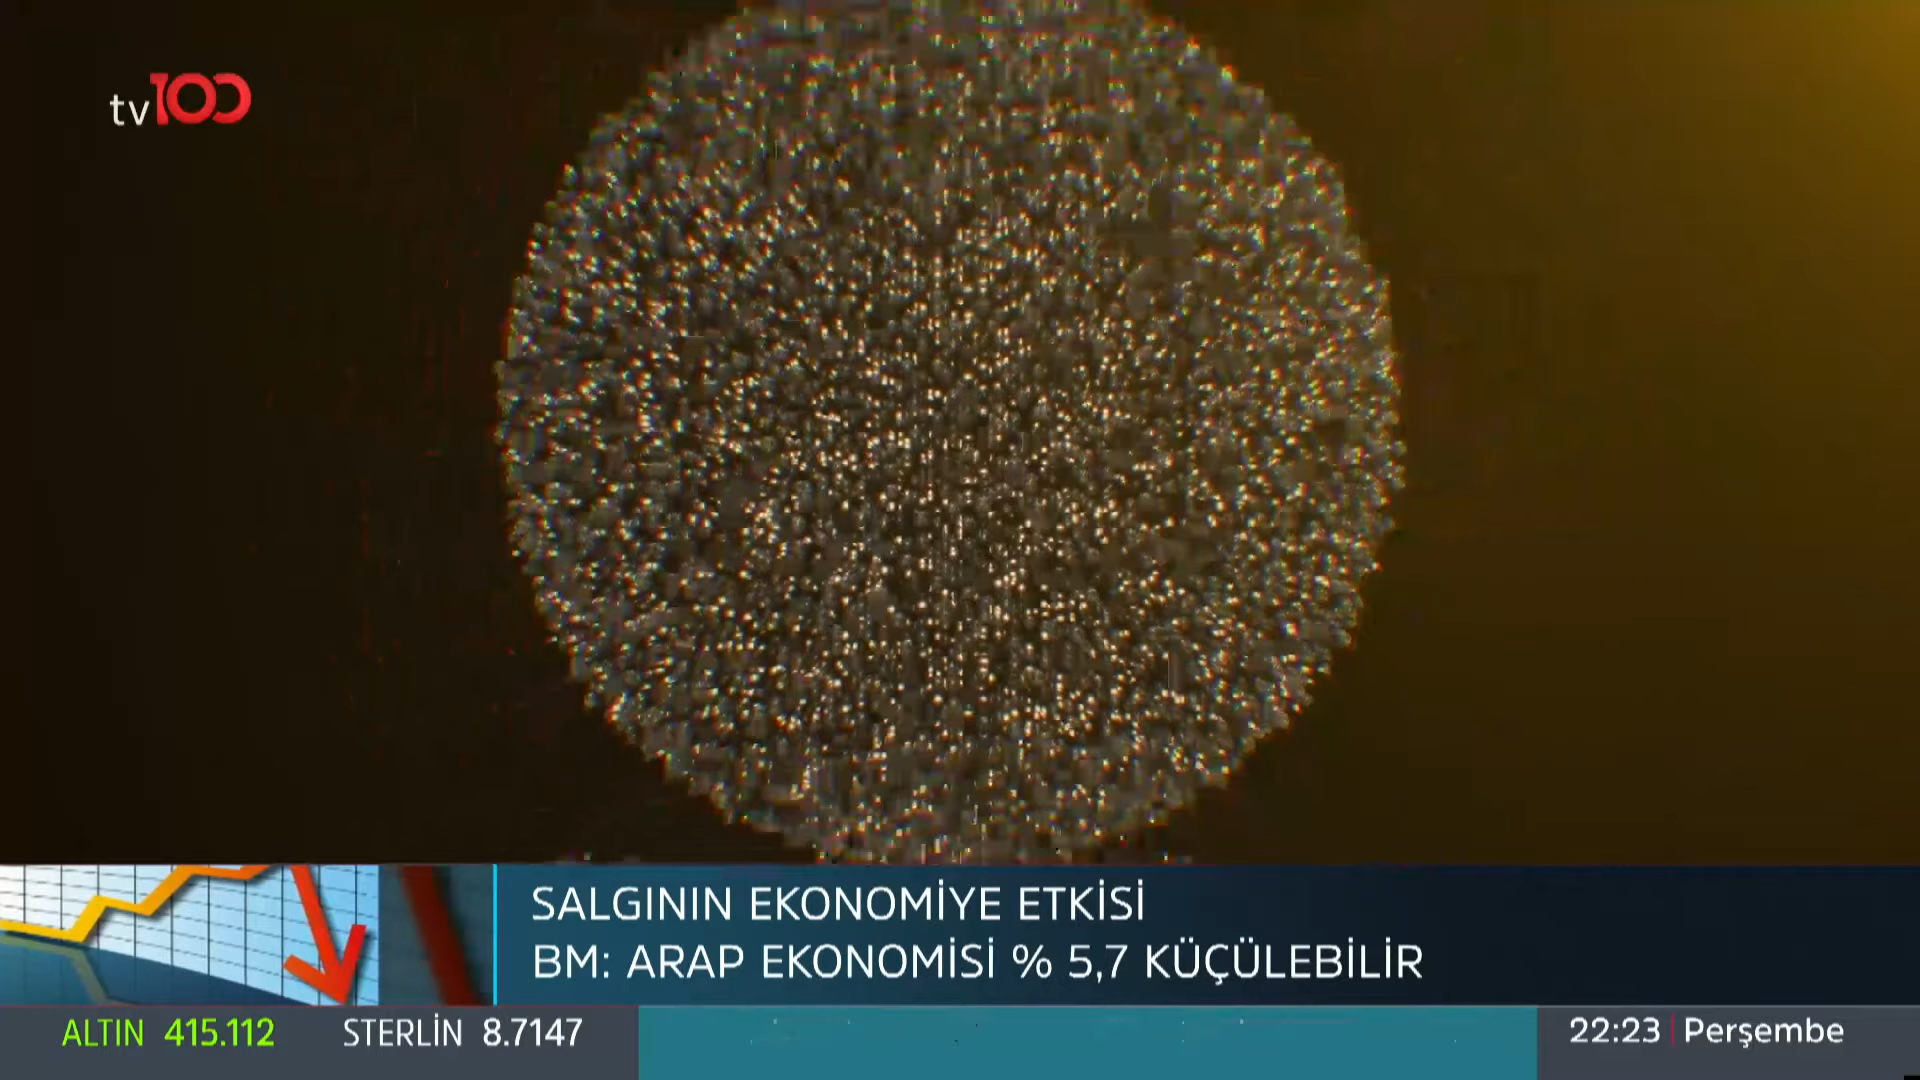 tv100
SALGININ EKONOMİYE ETKİSİ
BM: ARAP EKONOMİSİ % 5,7 KÜÇÜLEBİLİR
ALTIN 415.112 STERLİN 8.7147 22:23 Perşembe